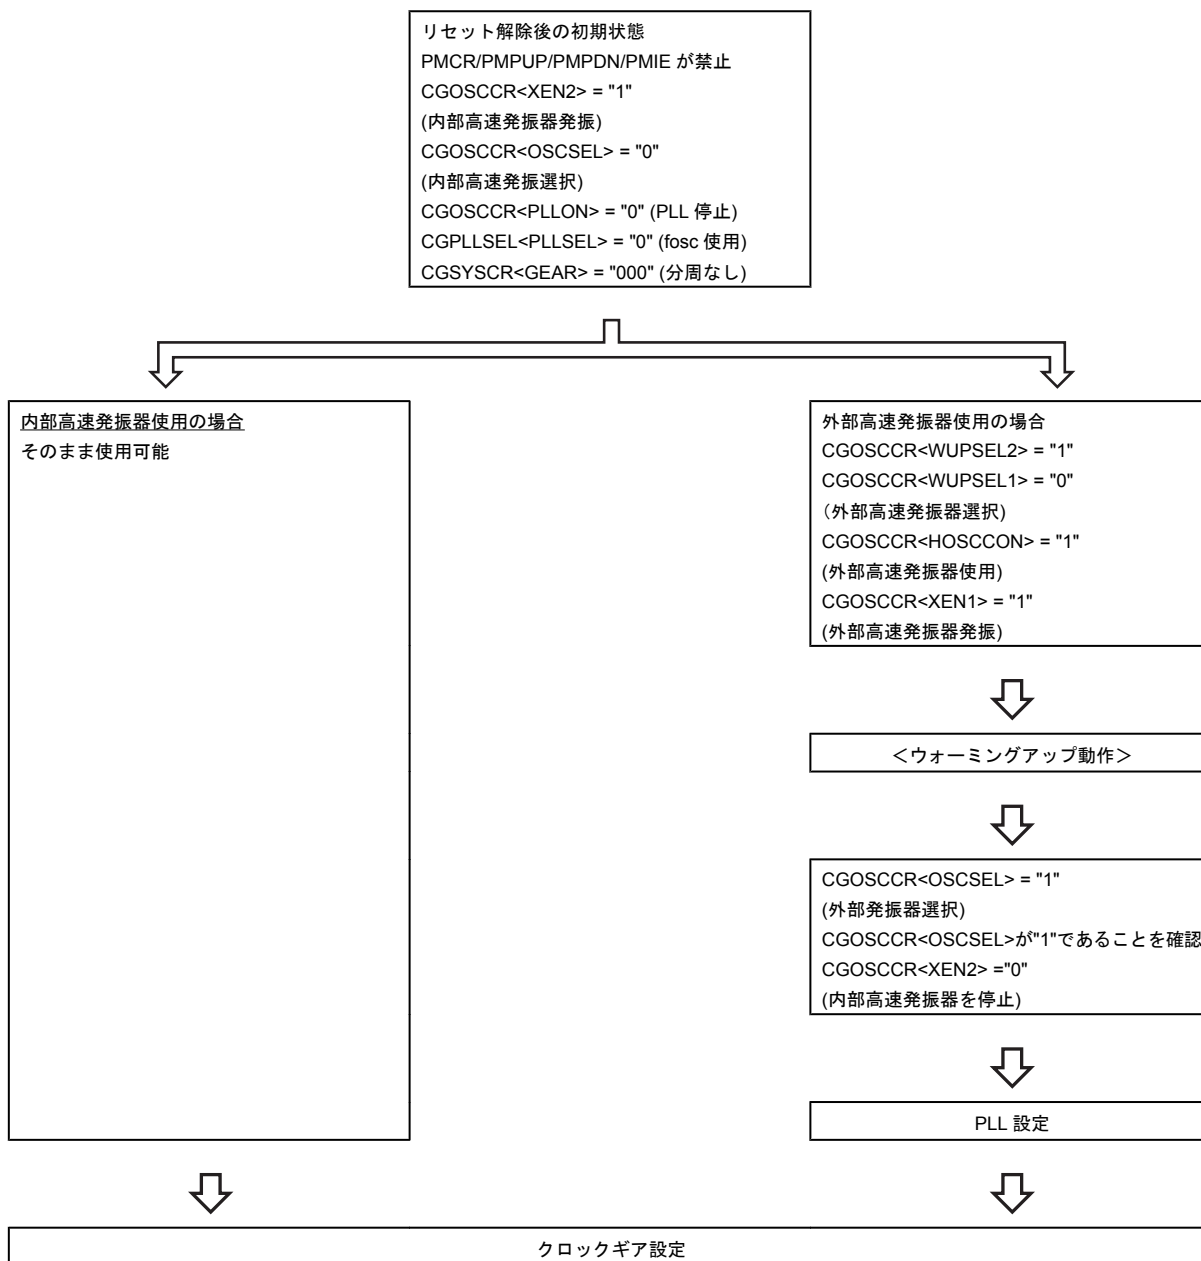 リセット解除後の初期状態
PMCR/PMPUP/PMPDN/PMIE が禁止
CGOSCCR<XEN2> = "1"
(内部高速発振器発振)
CGOSCCR<OSCSEL> = "0"
(内部高速発振選択)
CGOSCCR<PLLON> = "0" (PLL 停止)
CGPLLSEL<PLLSEL> = "0" (fosc 使用)
CGSYSCR<GEAR> = "000" (分周なし)
内部高速発振器使用の場合
そのまま使用可能
外部高速発振器使用の場合
CGOSCCR<WUPSEL2> = "1"
CGOSCCR<WUPSEL1> = "0"
（外部高速発振器選択)
CGOSCCR<HOSCCON> = "1"
(外部高速発振器使用)
CGOSCCR<XEN1> = "1"
(外部高速発振器発振)
＜ウォーミングアップ動作＞
CGOSCCR<OSCSEL> = "1"
(外部発振器選択)
CGOSCCR<OSCSEL>が"1"であることを確認
CGOSCCR<XEN2> ="0"
(内部高速発振器を停止)
PLL 設定
クロックギア設定